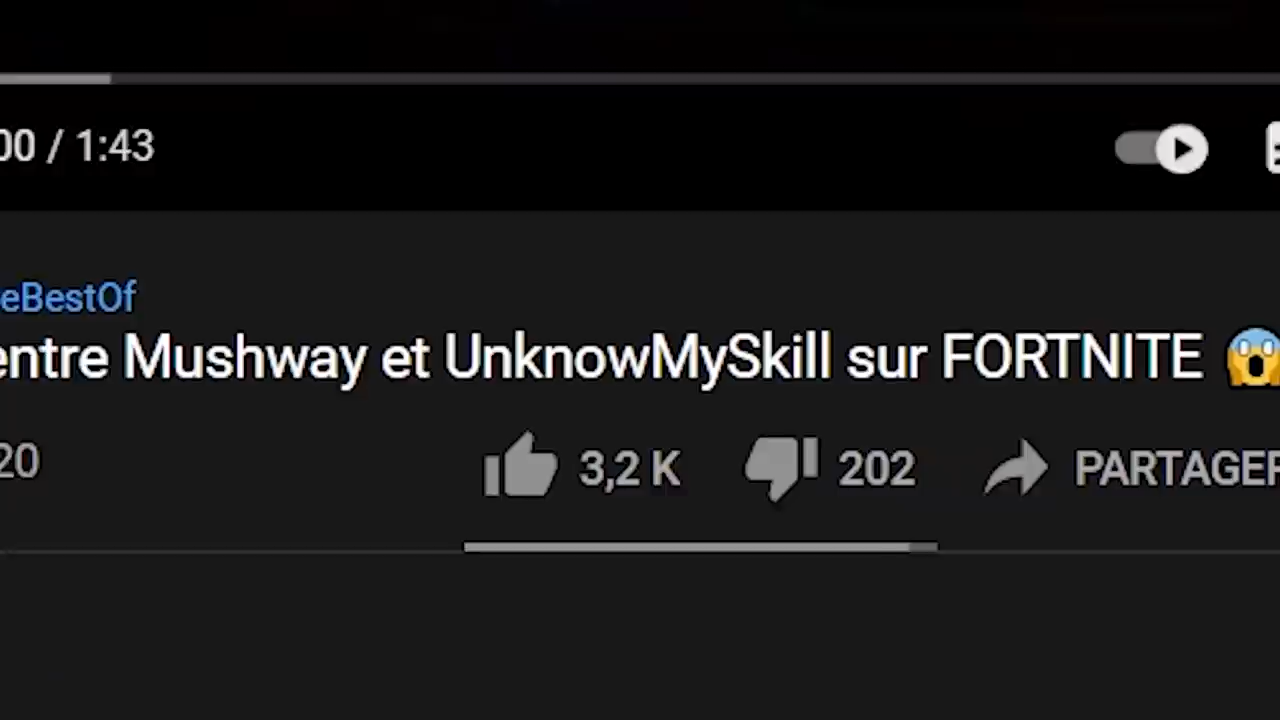 00 / 1:43
eBestOf
entre Mushway et UnknowMySkill sur FORTNITE 😱
20 3,2 K 202 PARTAGER